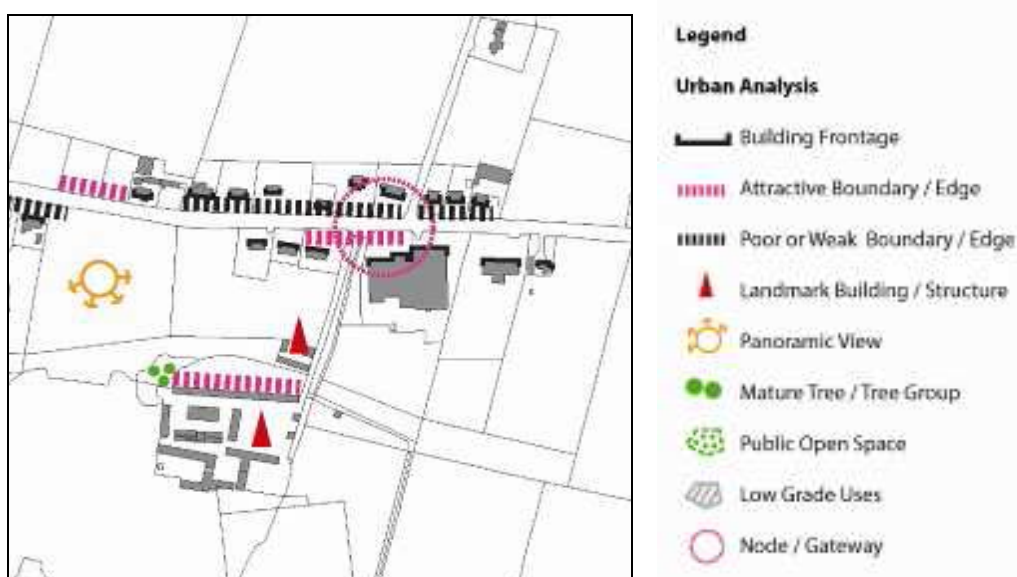 Legend
Urban Analysis
Building Frontage
Attractive Boundary / Edge
Poor or Weak Boundary / Edge
Landmark Building / Structure
Panoramic View
Mature Tree / Tree Group
Public Open Space
Low Grade Uses
Node / Gateway